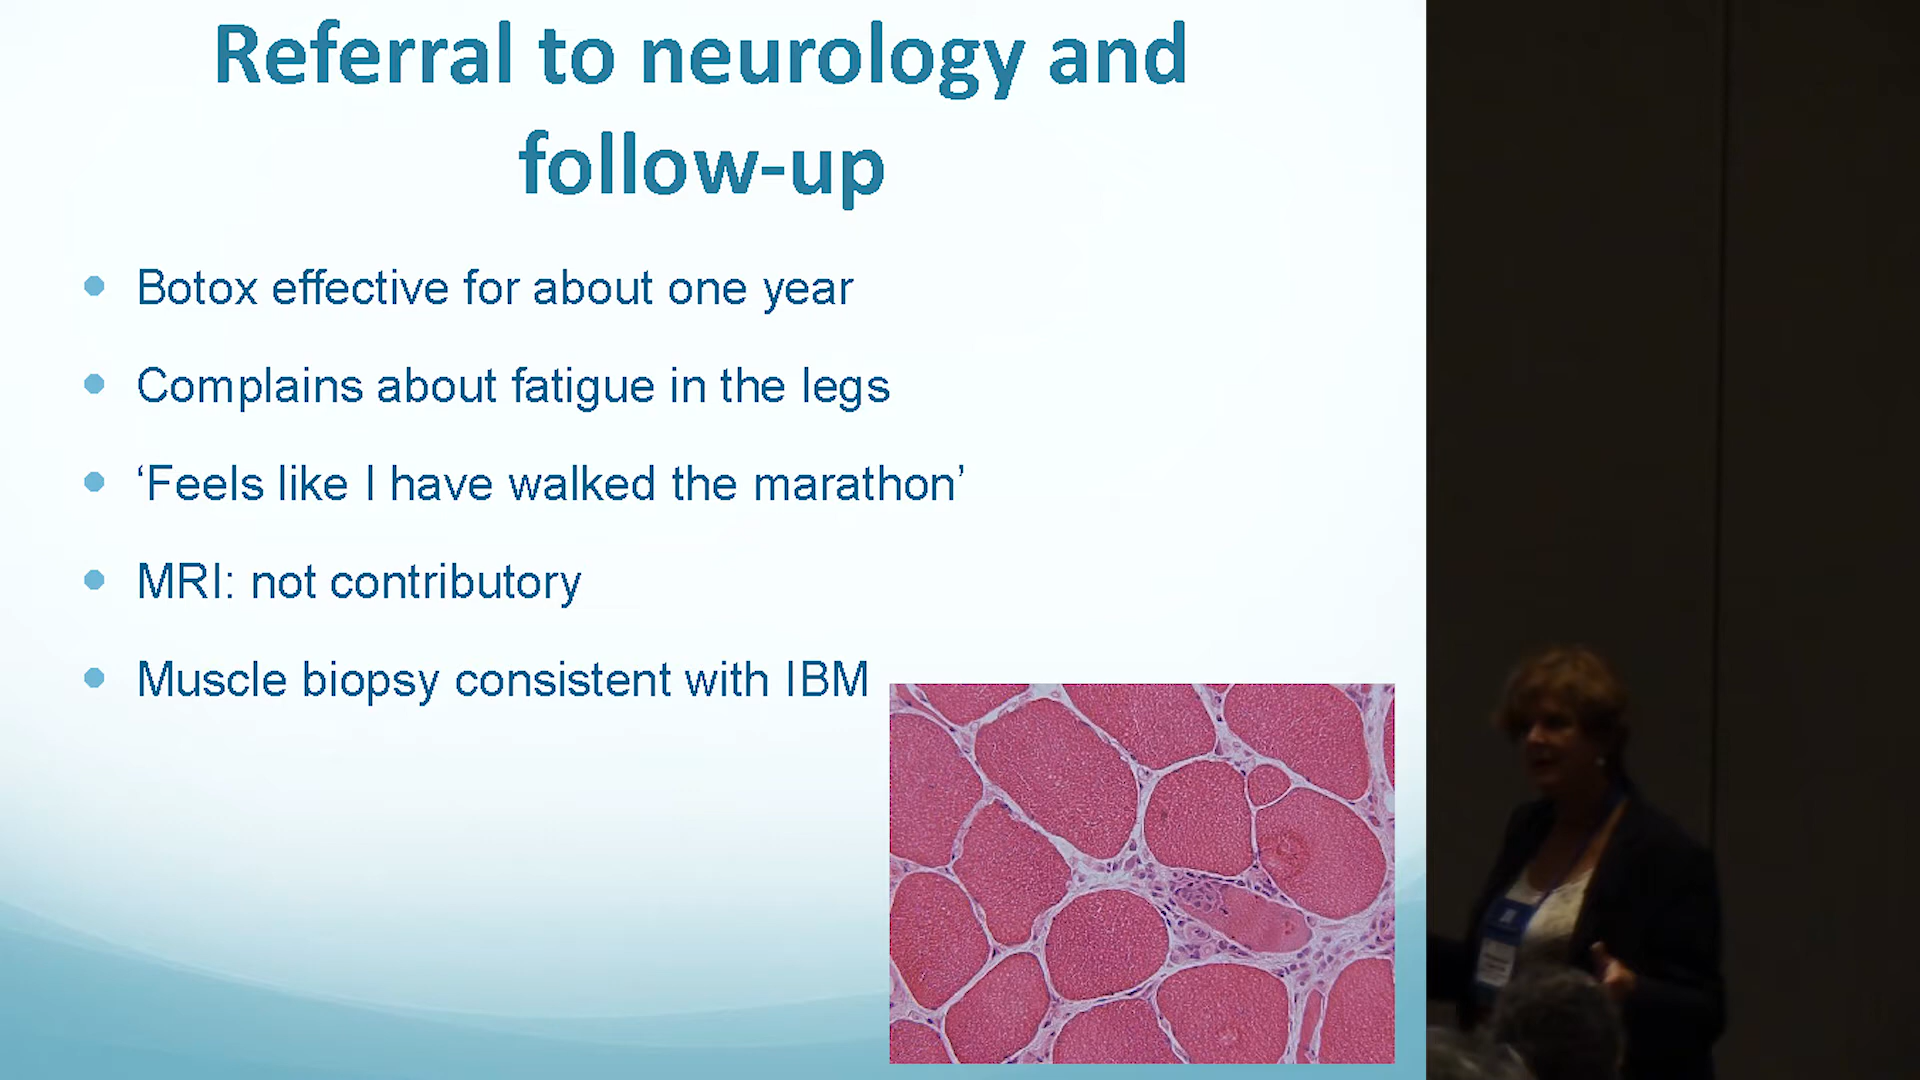 Referral to neurology and
follow-up
Botox effective for about one year
Complains about fatigue in the legs
‘Feels like I have walked the marathon’
MRI: not contributory
Muscle biopsy consistent with IBM